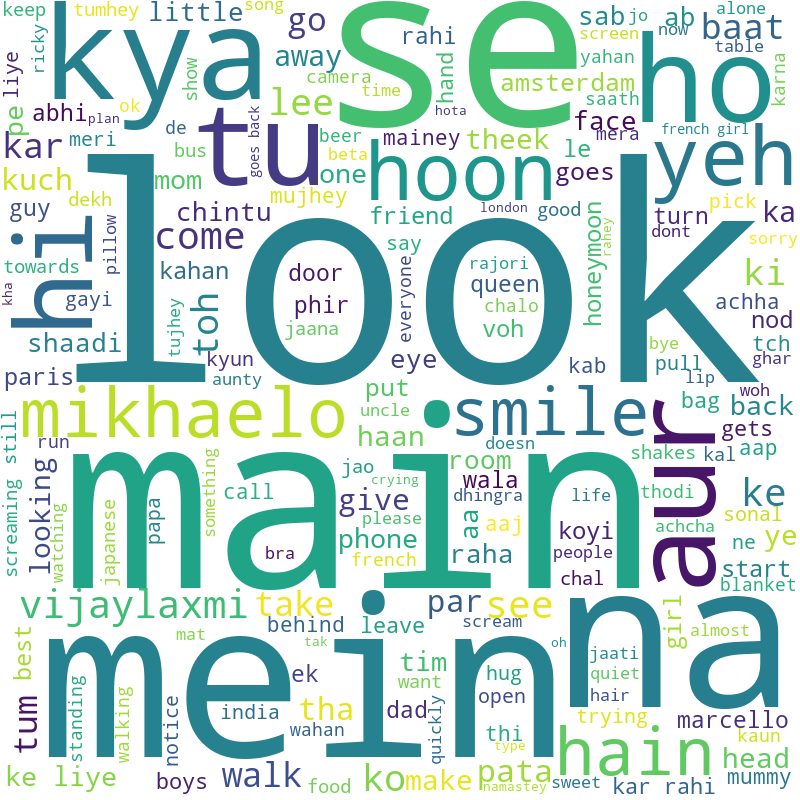 keep tumhey little song go rahi sab jo ab baat alone
ricky liye kya se ho screen now
show away camera yahan table karna
pe abhi ok plan tu lee time hand amsterdam saath
kar meri de hota face mera french girl
bus goes back beer mainey theek
kuch dekh mom one beta hoon le goes yeh
guy chintu mujhey friend london good turn pick ka
hi pillow come say dont sorry
towards kahan door rajori queen honeymoon rahey ki
kha gayi toh phir everyone achha nod
shaadi tujhey jaana voh chalo bye tch
look
paris kyun eye kab pull ghar
aunty put lip woh
mikhaelo uncle smile bag back
still run haan doesn aur gets
screaming looking something jao crying room shakes kal aap
watching call give wala dhingra life thodi ke
japanese papa please aa aaj koyi sonal
main phone achcha ye
bra french raha people ne start
chal blanket
vijaylaxmi take par see
mat behind leave scream girl almost
best tak oh
meinna
standing ek tim hug jaati
tum walking tha want quiet
india dad open hair trying
notice wahan quickly thi marcello
type kaun
hain
ke liye boys walk food ko make pata namastey sweet kar rahi head mummy